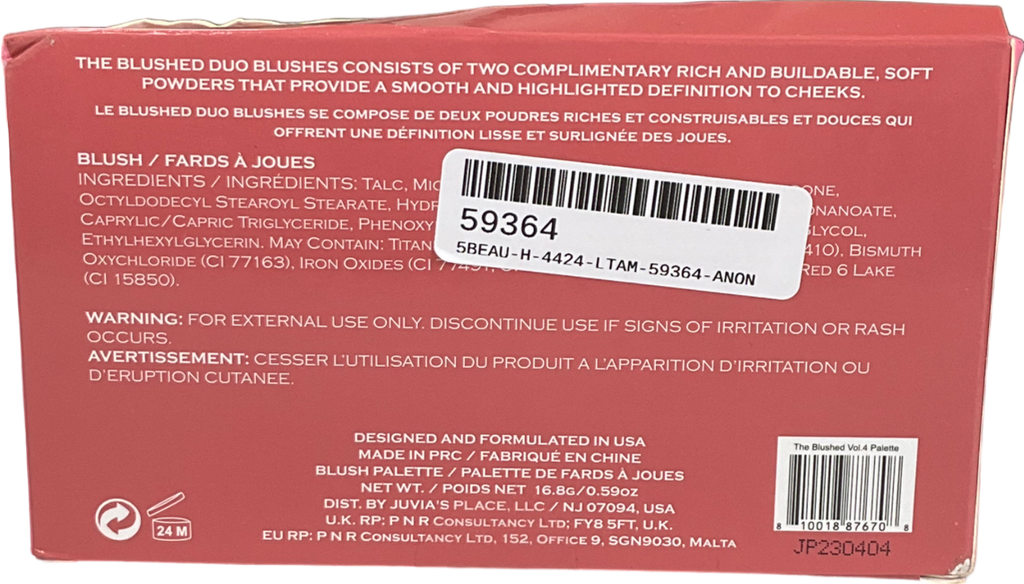 THE BLUSHED DUO BLUSHES CONSISTS OF TWO COMPLIMENTARY RICH AND BUILDABLE, SOFT
POWDERS THAT PROVIDE A SMOOTH AND HIGHLIGHTED DEFINITION TO CHEEKS.
LE BLUSHED DUO BLUSHES SE COMPOSE DE DEUX POUDRES RICHES ET CONSTRUISABLES ET DOUCES QUI
OFFRENT UNE DÉFINITION LISSE ET SURLIGNÉE DES JOUES.
BLUSH / FARDS À JOUES
INGREDIENTS / INGRÉDIENTS: TALC,
OCTYLDODECYL STEAROYL STEARATE,
CAPRYLIC/CAPRIC TRIGLYCERIDE,
ETHYLHEXYLGLYCERIN. MAY CONTAIN: BISMUTH
OXYCHLORIDE (CI 77163), IRON OXIDES (CI RED 6 LAKE
(CI 15850).
59364
5BEAU-H-4424-LTAM-59364-ANON
WARNING: FOR EXTERNAL USE ONLY. DISCONTINUE USE IF SIGNS OF IRRITATION OR RASH
OCCURS.
AVERTISSEMENT: CESSER L'UTILISATION DU PRODUIT A L'APPARITION D'IRRITATION OU
D'ERUPTION CUTANEE.
DESIGNED AND FORMULATED IN USA
MADE IN PRC / FABRIQUÉ EN CHINE
BLUSH PALETTE / PALETTE DE FARDS À JOUES
NET WT. / POIDS NET 16.8G/0.59OZ
DIST. BY JUVIA'S PLACE, LLC / NJ 07094, USA
U.K. RP: P N R CONSULTANCY LTD; FY8 5FT, U.K.
EU RP: P N R CONSULTANCY LTD, 152, OFFICE 9, SGN9030, MALTA
24 M
The Blushed Vol.4 Palette
8 10018 87670 8
JP230404